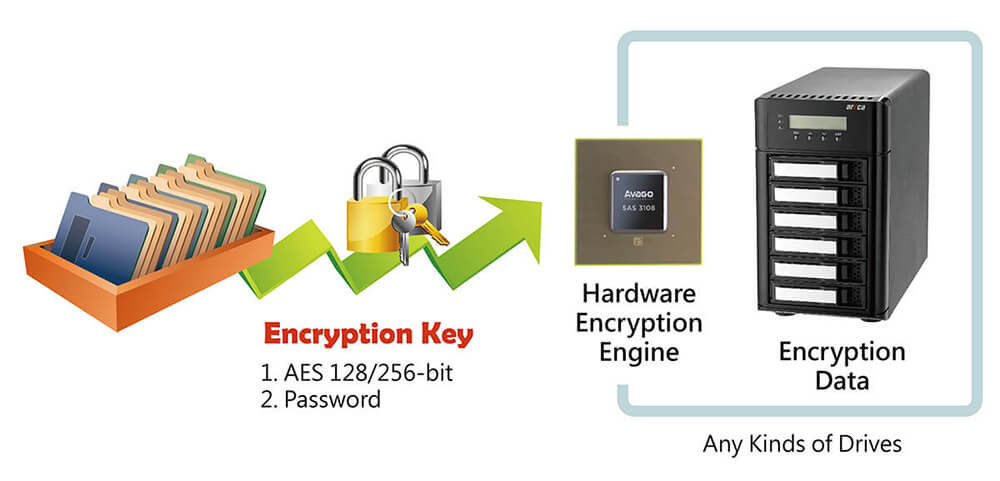 Encryption Key
1. AES 128/256-bit
2. Password
AVAGO
SAS 3108
Hardware
Encryption
Engine
areca
Encryption
Data
Any Kinds of Drives